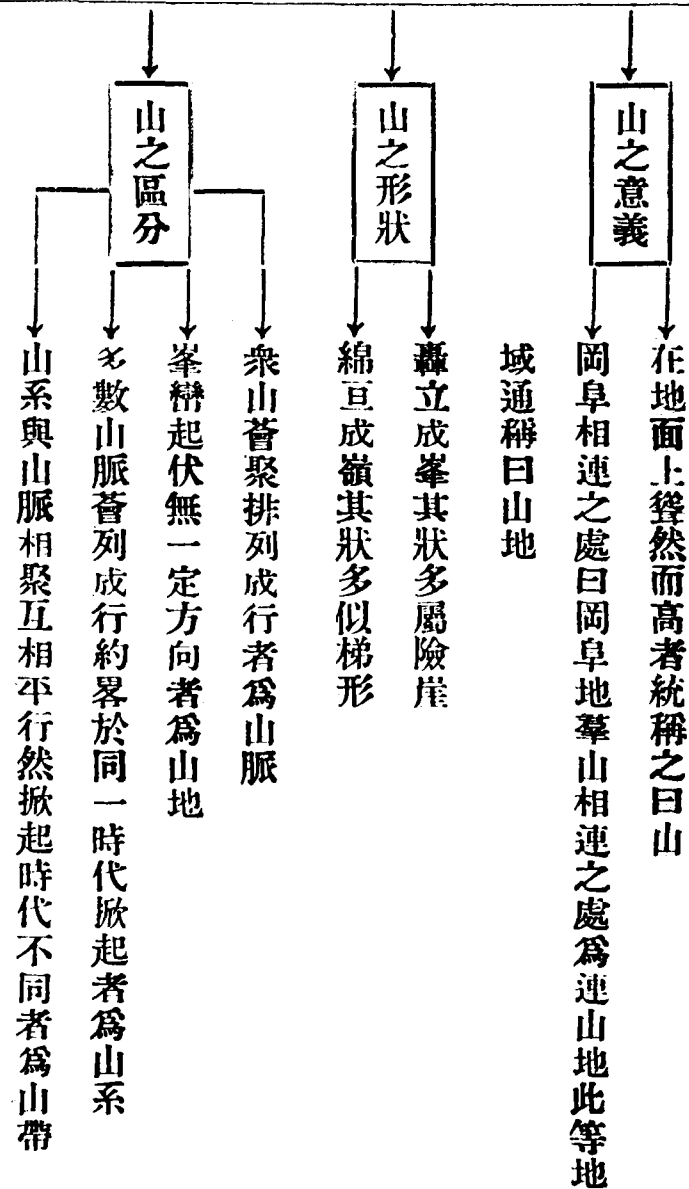 山之意義
在地面上聳然而高者統稱之曰山
岡阜相連之處曰岡阜地羣山相連之處爲連山地此等地
域通稱曰山地
山之形狀
矗立成峯其狀多屬險崖
綿亘成嶺其狀多似梯形
山之區分
衆山薈聚排列成行者爲山脈
峯巒起伏無一定方向者爲山地
多數山脈薈列成行約畧於同一時代掀起者爲山系
山系與山脈相聚互相平行然掀起時代不同者爲山帶